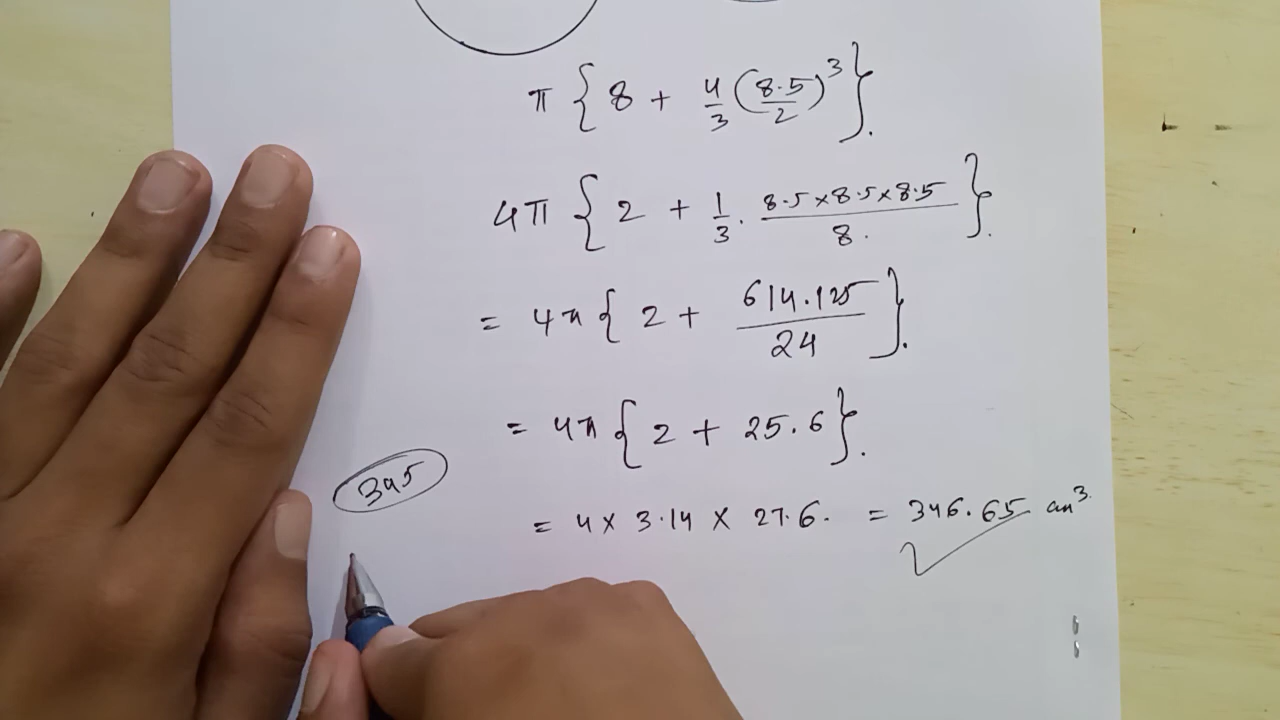 π { 8 + 4/3 (8.5/2)³ }.
4π { 2 + 1/3 . 8.5×8.5×8.5/8. }.
= 4π { 2 + 614.125/24 }.
= 4π { 2 + 25.6 }.
345
= 4 × 3.14 × 27.6. = 346.65 cm³.